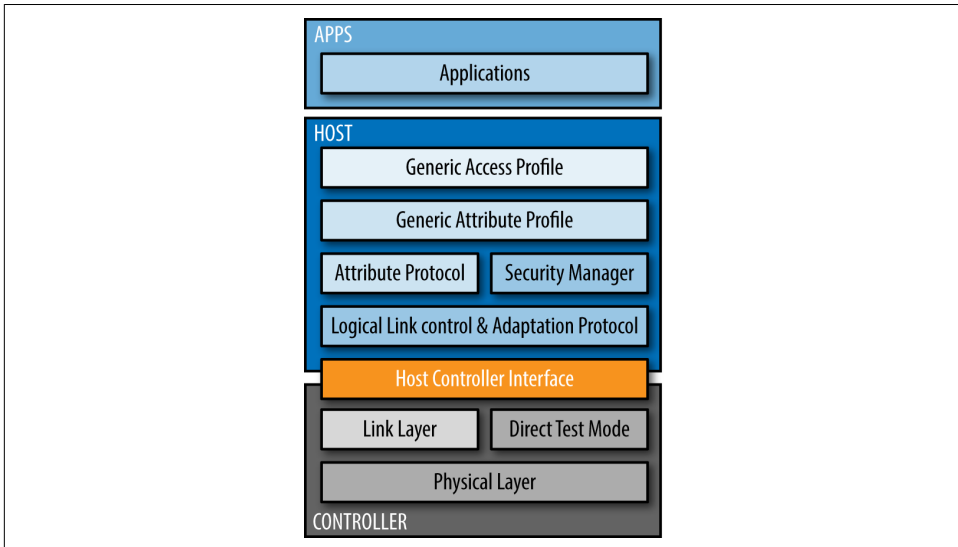 APPS
Applications
HOST
Generic Access Profile
Generic Attribute Profile
Attribute Protocol
Security Manager
Logical Link control & Adaptation Protocol
Host Controller Interface
Link Layer
Direct Test Mode
Physical Layer
CONTROLLER